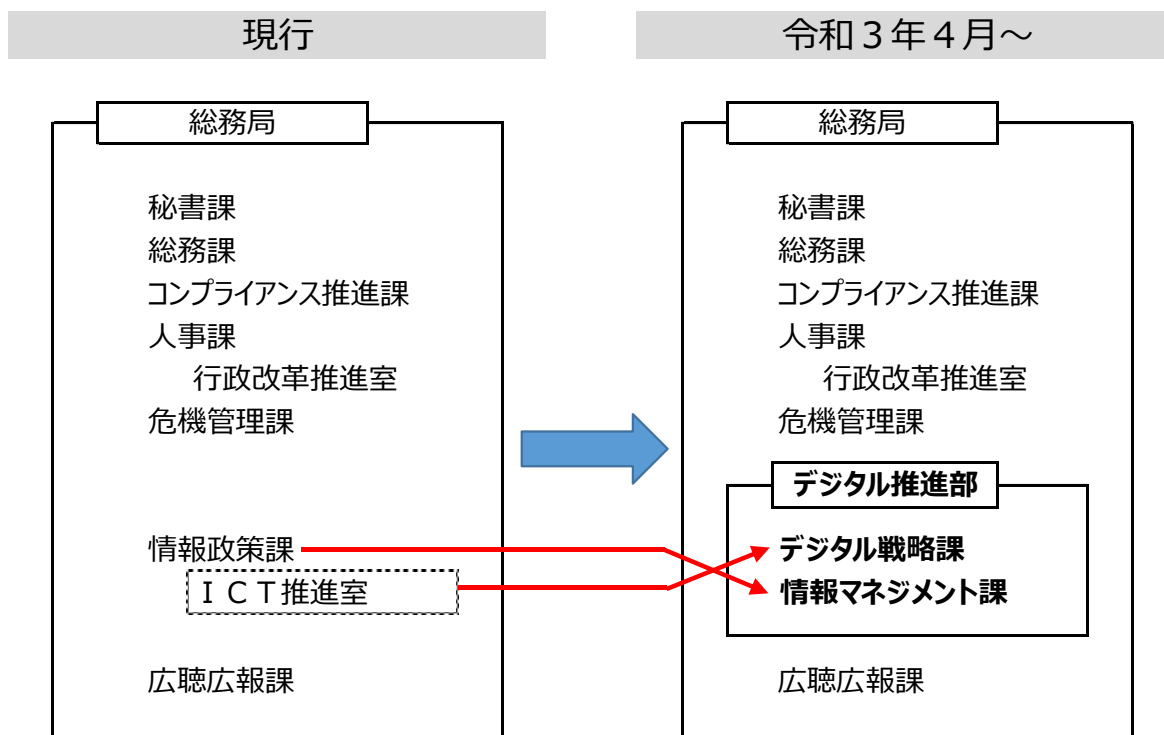 現行
総務局
秘書課
総務課
コンプライアンス推進課
人事課
行政改革推進室
危機管理課
情報政策課
ＩＣＴ推進室
広聴広報課
令和３年４月～
総務局
秘書課
総務課
コンプライアンス推進課
人事課
行政改革推進室
危機管理課
デジタル推進部
デジタル戦略課
情報マネジメント課
広聴広報課